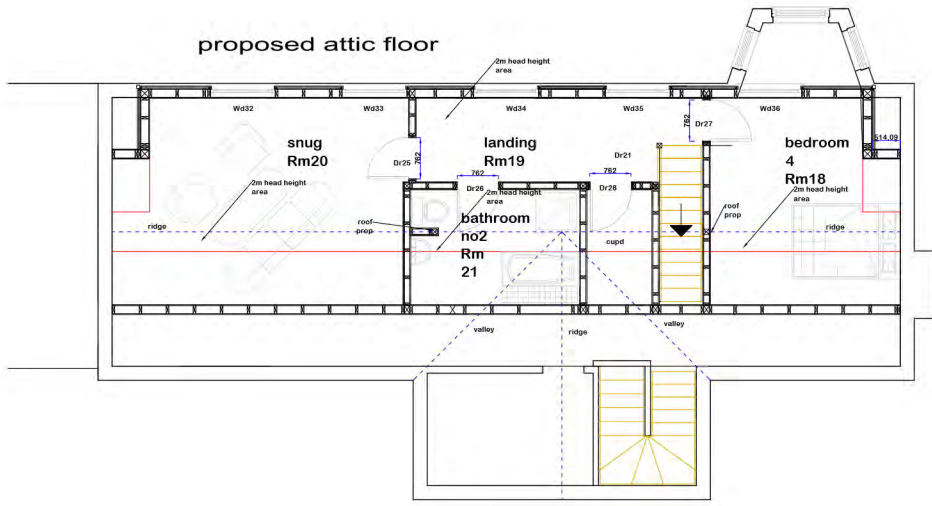 proposed attic floor
2m head height
area
Wd32
Wd33
Wd34
Wd35
Wd36
762
Dr27
514.09
snug
Rm20
762
Dr25
landing
Rm19
Dr21
bedroom
4
Rm18
762
Dr26
762
Dr28
2m head height
area
2m head height
area
2m head height
area
roof
prop
bathroom
no2
Rm
21
roof
prop
ridge
ridge
cupd
valley
ridge
valley